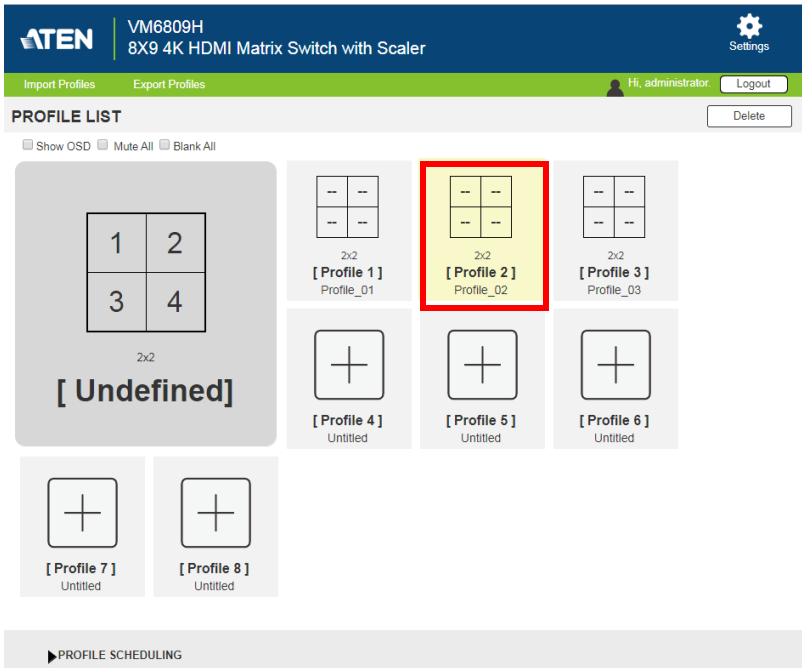 ATEN
VM6809H
8X9 4K HDMI Matrix Switch with Scaler
Settings
Import Profiles
Export Profiles
Hi, administrator.
Logout
PROFILE LIST
Delete
Show OSD
Mute All
Blank All
1 2
3 4
2x2
[ Undefined]
-- --
-- --
2x2
[ Profile 1 ]
Profile_01
-- --
-- --
2x2
[ Profile 2 ]
Profile_02
-- --
-- --
2x2
[ Profile 3 ]
Profile_03
[ Profile 4 ]
Untitled
[ Profile 5 ]
Untitled
[ Profile 6 ]
Untitled
[ Profile 7 ]
Untitled
[ Profile 8 ]
Untitled
PROFILE SCHEDULING